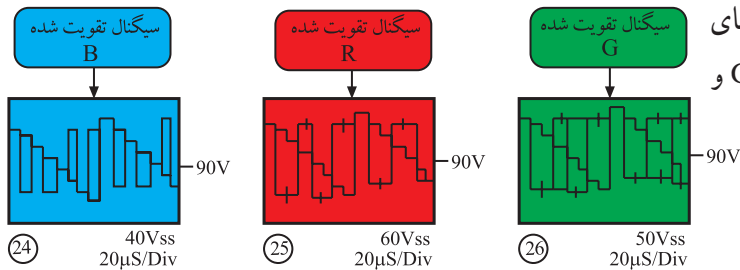 سیگنال تقویت شده
B
90V
24
40Vss
20µS/Div
سیگنال تقویت شده
R
90V
25
60Vss
20µS/Div
سیگنال تقویت شده
G
90V
26
50Vss
20µS/Div
و